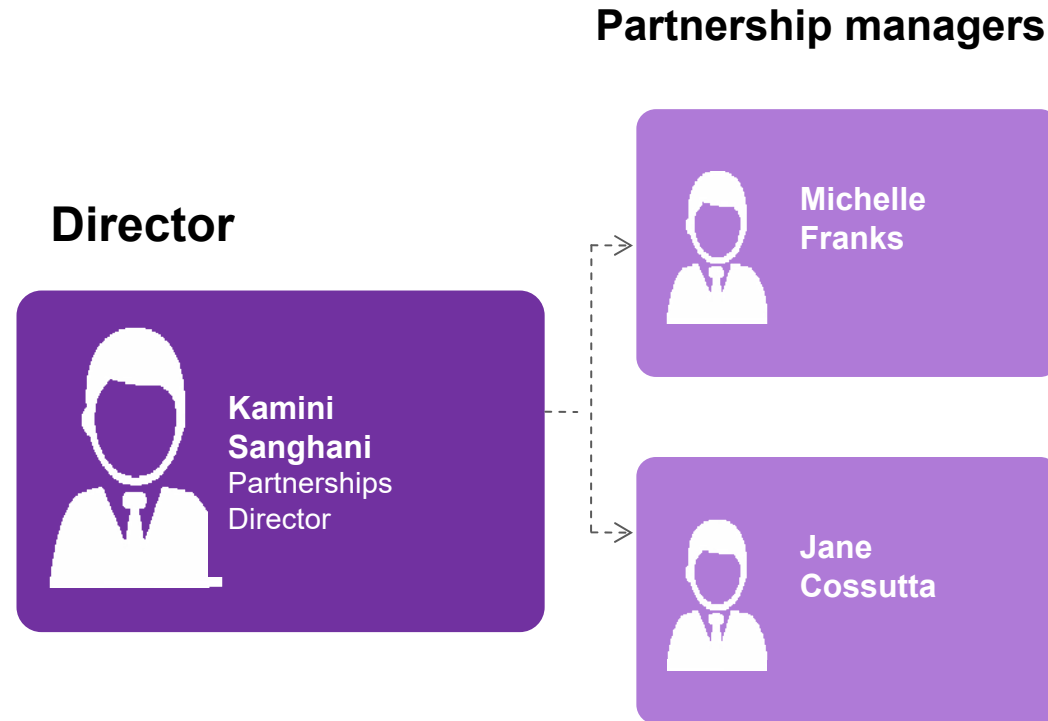 Partnership managers
Director
Michelle
Franks
Kamini
Sanghani
Partnerships
Director
Jane
Cossutta